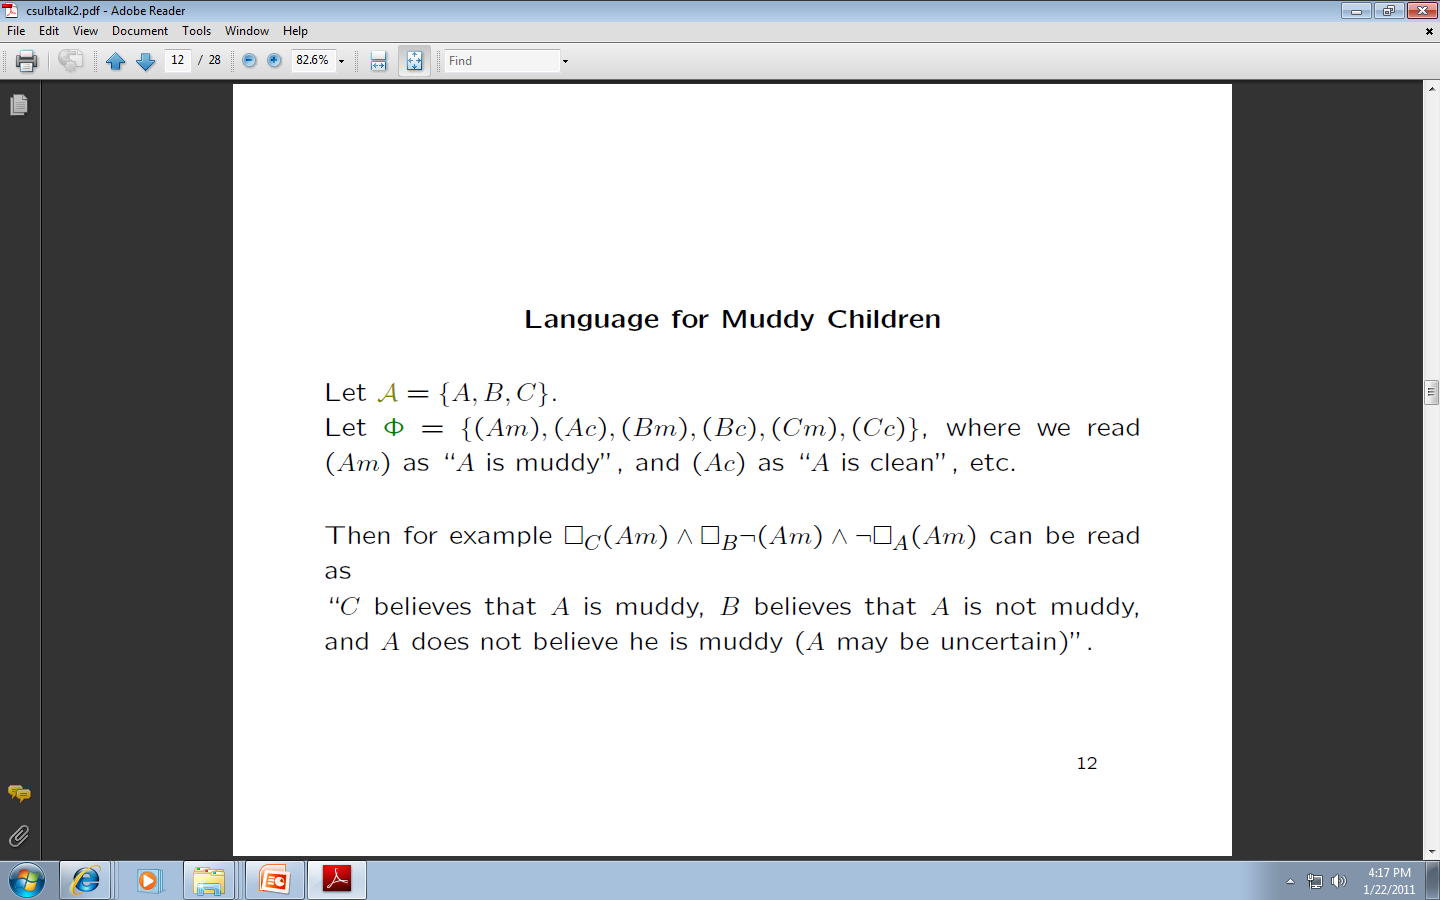 csulbtalk2.pdf - Adobe Reader
File Edit View Document Tools Window Help
12 / 28 82.6% Find
Language for Muddy Children
Let 𝒜 = {A, B, C}.
Let Φ = {(Am), (Ac), (Bm), (Bc), (Cm), (Cc)}, where we read
(Am) as “A is muddy”, and (Ac) as “A is clean”, etc.
Then for example □_C(Am) ∧ □_B¬(Am) ∧ ¬□_A(Am) can be read
as
“C believes that A is muddy, B believes that A is not muddy,
and A does not believe he is muddy (A may be uncertain)”.
12
4:17 PM
1/22/2011